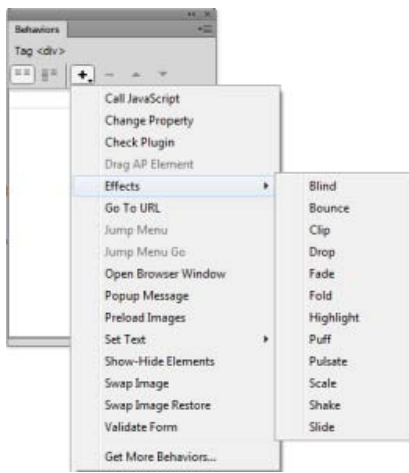 Behaviors
Tag <div>
Call JavaScript
Change Property
Check Plugin
Drag AP Element
Effects
Go To URL
Jump Menu
Jump Menu Go
Open Browser Window
Popup Message
Preload Images
Set Text
Show-Hide Elements
Swap Image
Swap Image Restore
Validate Form
Get More Behaviors...
Blind
Bounce
Clip
Drop
Fade
Fold
Highlight
Puff
Pulsate
Scale
Shake
Slide